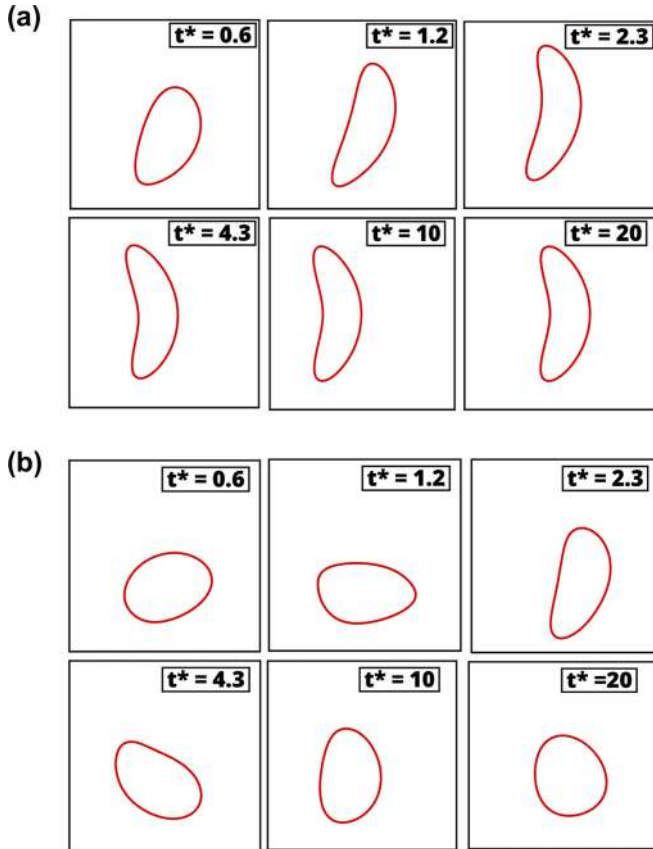 (a)
t* = 0.6
t* = 1.2
t* = 2.3
t* = 4.3
t* = 10
t* = 20
(b)
t* = 0.6
t* = 1.2
t* = 2.3
t* = 4.3
t* = 10
t* =20